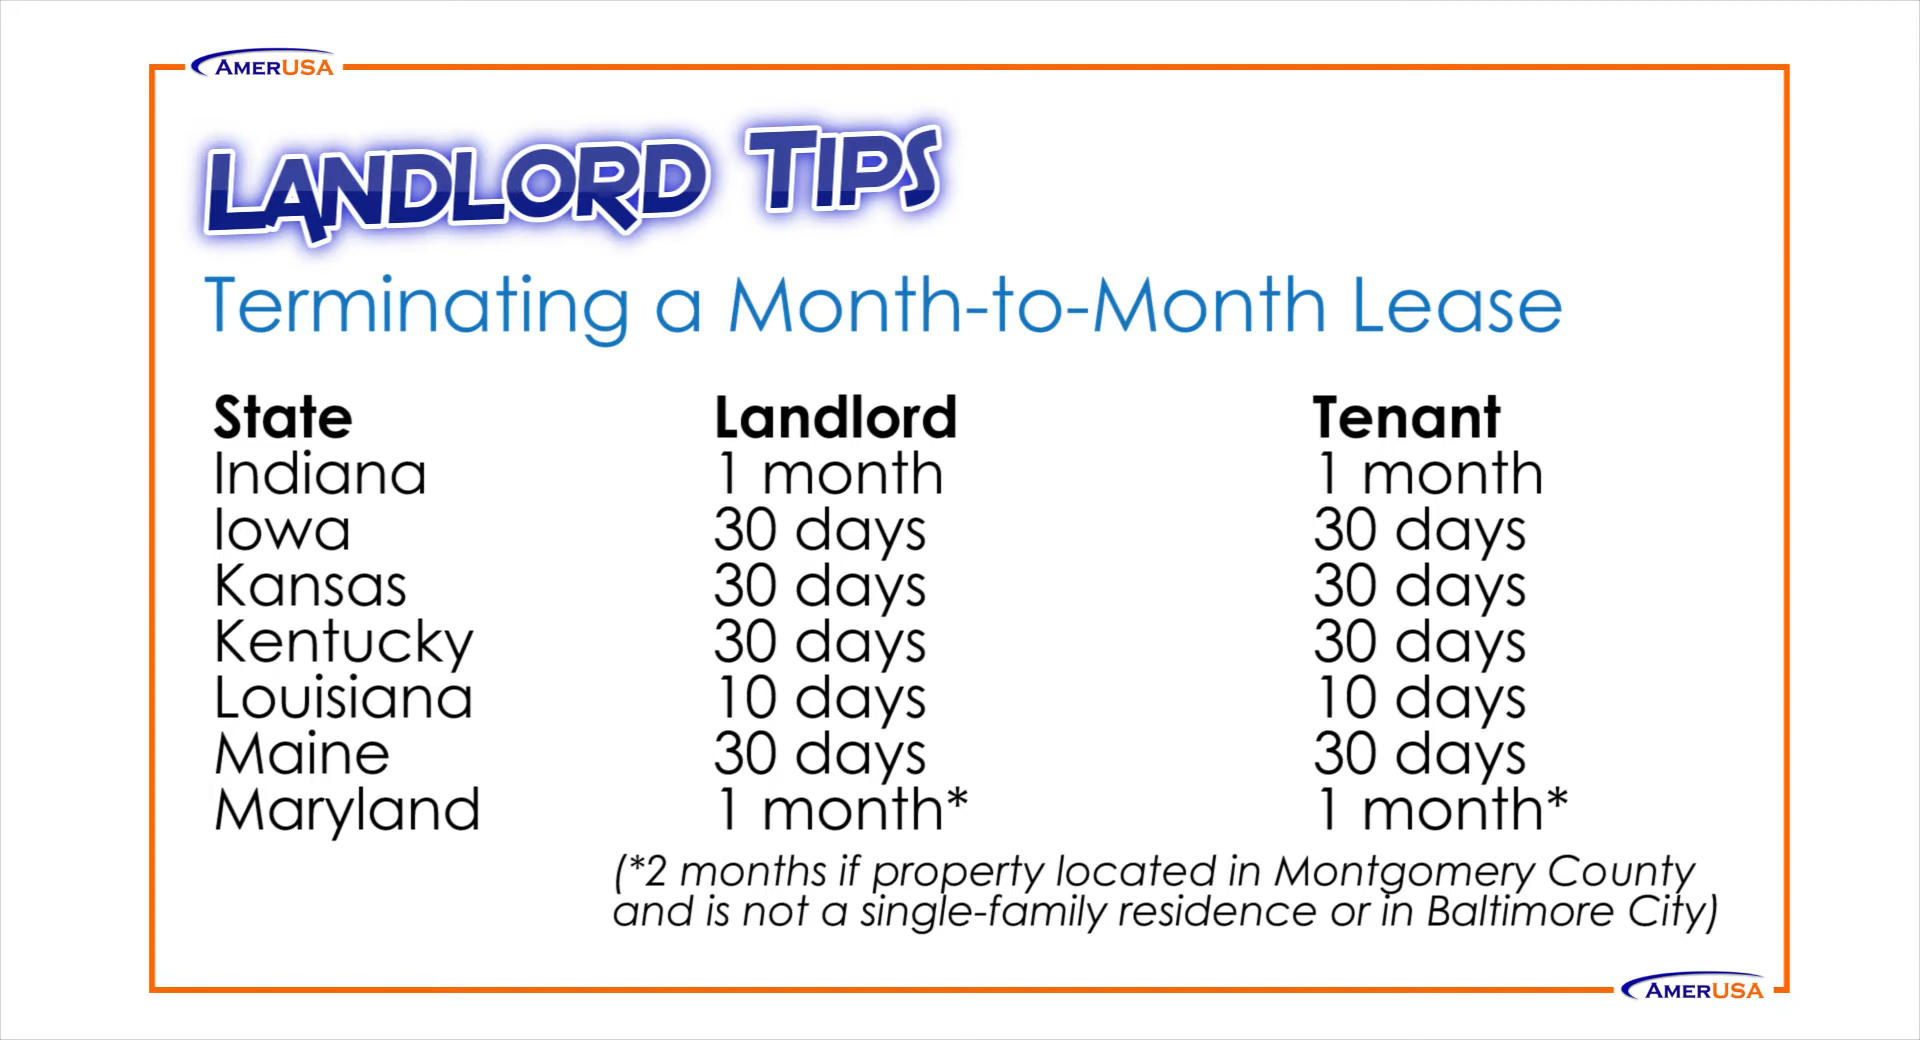 AMERUSA
LANDLORD TIPS
Terminating a Month-to-Month Lease
State Landlord Tenant
Indiana 1 month 1 month
Iowa 30 days 30 days
Kansas 30 days 30 days
Kentucky 30 days 30 days
Louisiana 10 days 10 days
Maine 30 days 30 days
Maryland 1 month* 1 month*
(*2 months if property located in Montgomery County
and is not a single-family residence or in Baltimore City)
AMERUSA